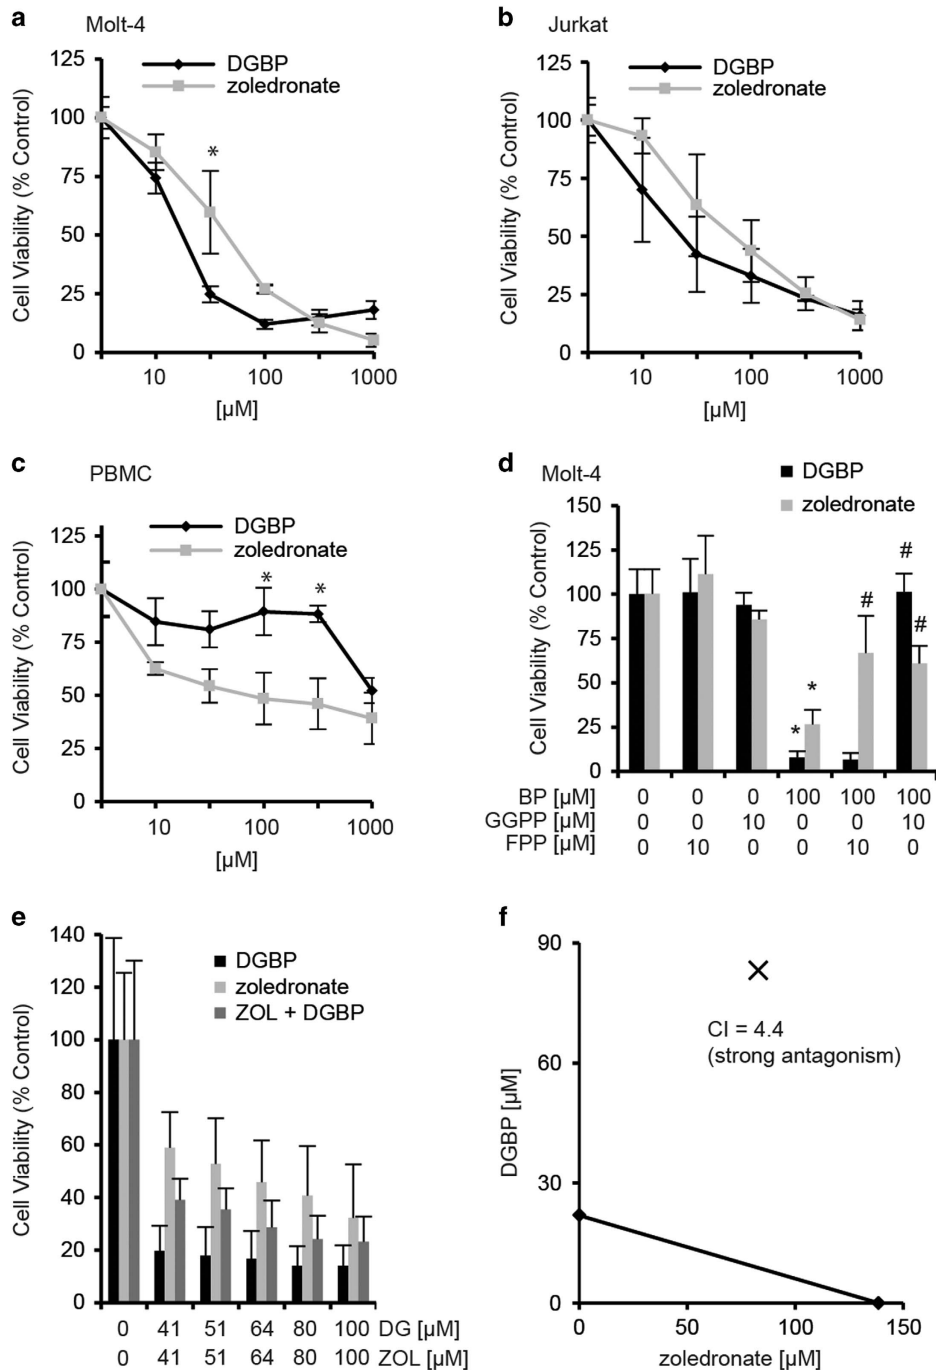 a
Molt-4
Cell Viability (% Control)
125
100
75
50
25
0
DGBP
zoledronate
*
10 100 1000
[µM]
b
Jurkat
Cell Viability (% Control)
125
100
75
50
25
0
DGBP
zoledronate
10 100 1000
[µM]
c
PBMC
Cell Viability (% Control)
125
100
75
50
25
0
DGBP
zoledronate
* *
10 100 1000
[µM]
d
Molt-4
Cell Viability (% Control)
150
125
100
75
50
25
0
DGBP
zoledronate
* * # # #
BP [µM] 0 0 0 100 100 100
GGPP [µM] 0 0 10 0 0 10
FPP [µM] 0 10 0 0 10 0
e
Cell Viability (% Control)
140
120
100
80
60
40
20
0
DGBP
zoledronate
ZOL + DGBP
0 41 51 64 80 100 DG [µM]
0 41 51 64 80 100 ZOL [µM]
f
DGBP [µM]
90
60
30
0
CI = 4.4
(strong antagonism)
0 50 100 150
zoledronate [µM]